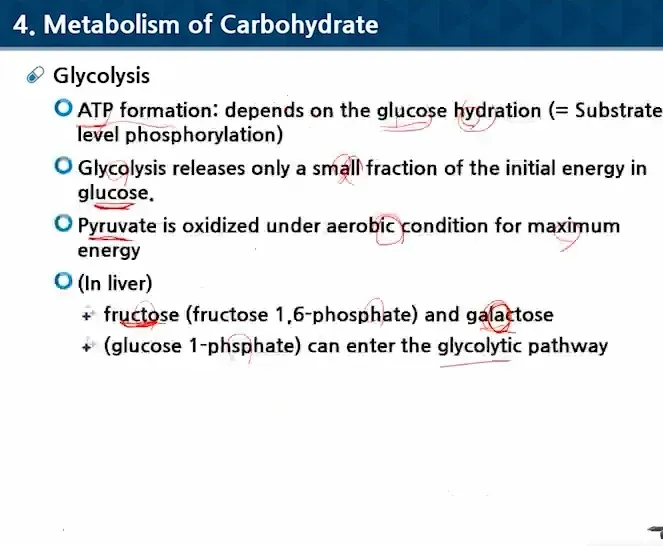 4. Metabolism of Carbohydrate
Glycolysis
ATP formation: depends on the glucose hydration (= Substrate
level phosphorylation)
Glycolysis releases only a small fraction of the initial energy in
glucose.
Pyruvate is oxidized under aerobic condition for maximum
energy
(In liver)
+ fructose (fructose 1,6-phosphate) and galactose
+ (glucose 1-phsphate) can enter the glycolytic pathway